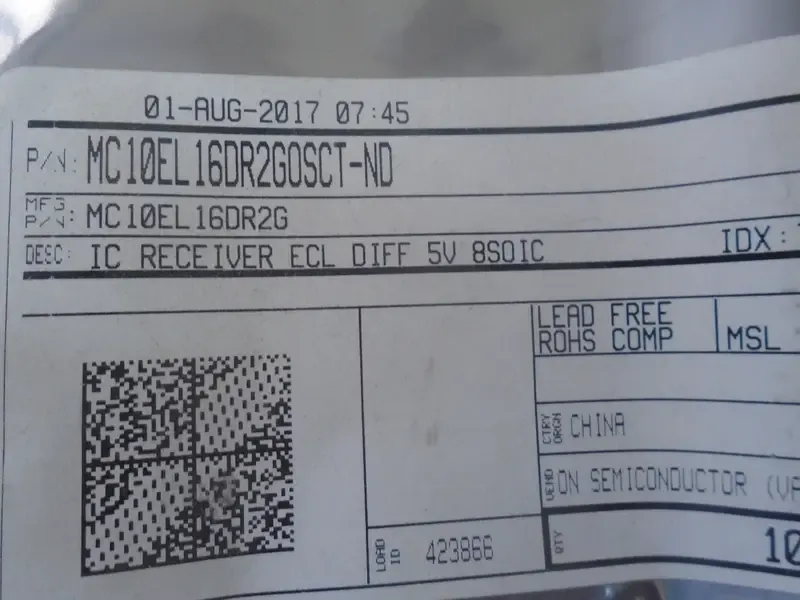 01-AUG-2017 07:45
P/N: MC10EL16DR2GOSCT-ND
MFG P/N: MC10EL16DR2G
DESC: IC RECEIVER ECL DIFF 5V 8SOIC IDX:
LEAD FREE
ROHS COMP
MSL
CTRY ORGN CHINA
VEND ON SEMICONDUCTOR (VA
LOAD ID 423866
QTY 10